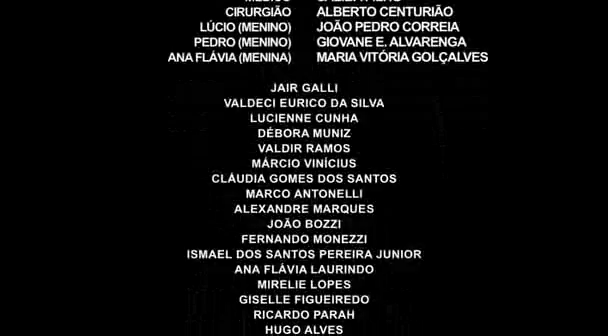 CIRURGIÃO ALBERTO CENTURIÃO
LÚCIO (MENINO) JOÃO PEDRO CORREIA
PEDRO (MENINO) GIOVANE E. ALVARENGA
ANA FLÁVIA (MENINA) MARIA VITÓRIA GOLÇALVES
JAIR GALLI
VALDECI EURICO DA SILVA
LUCIENNE CUNHA
DÉBORA MUNIZ
VALDIR RAMOS
MÁRCIO VINÍCIUS
CLÁUDIA GOMES DOS SANTOS
MARCO ANTONELLI
ALEXANDRE MARQUES
JOÃO BOZZI
FERNANDO MONEZZI
ISMAEL DOS SANTOS PEREIRA JUNIOR
ANA FLÁVIA LAURINDO
MIRELIE LOPES
GISELLE FIGUEIREDO
RICARDO PARAH
HUGO ALVES